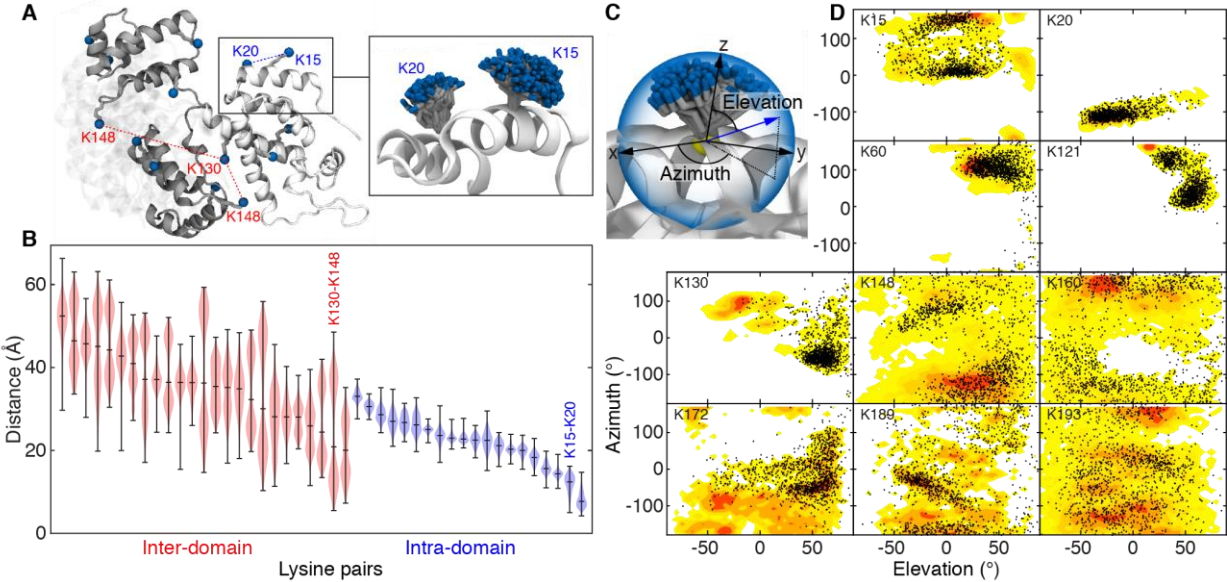 A
K20
K15
K148
K130
K148
K20
K15
B
Distance (Å)
60
40
20
0
K130-K148
K15-K20
Inter-domain
Intra-domain
Lysine pairs
C
z
Elevation
x
y
Azimuth
D
K15
K20
100
0
-100
K60
K121
100
0
-100
K130
K148
K160
100
0
-100
K172
K189
K193
100
0
-100
Azimuth (°)
-50 0 50 -50 0 50 -50 0 50
Elevation (°)